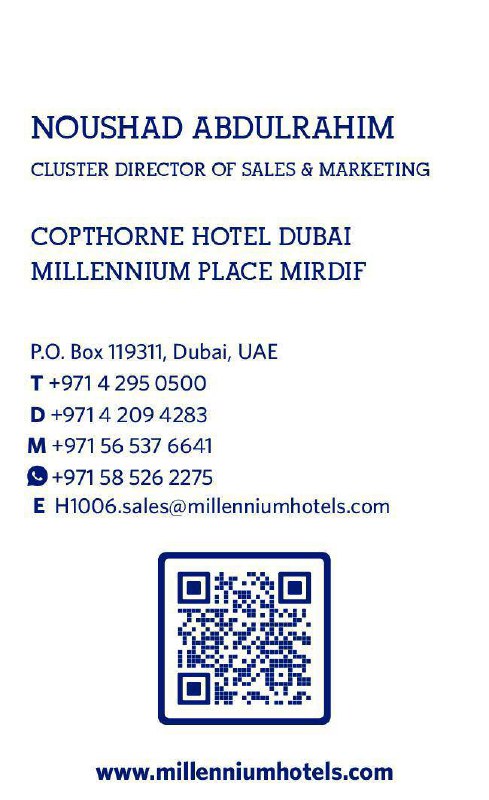 NOUSHAD ABDULRAHIM
CLUSTER DIRECTOR OF SALES & MARKETING
COPTHORNE HOTEL DUBAI
MILLENNIUM PLACE MIRDIF
P.O. Box 119311, Dubai, UAE
T +971 4 295 0500
D +971 4 209 4283
M +971 56 537 6641
+971 58 526 2275
E H1006.sales@millenniumhotels.com
www.millenniumhotels.com